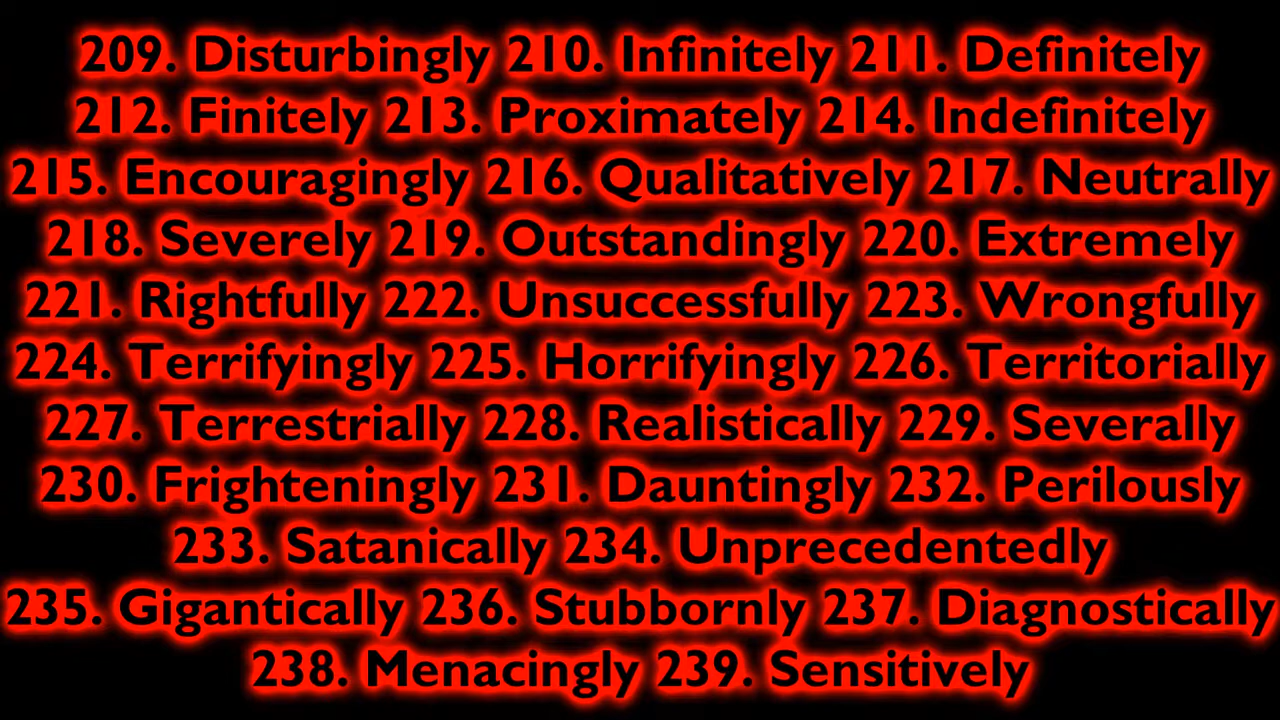 209. Disturbingly 210. Infinitely 211. Definitely
212. Finitely 213. Proximately 214. Indefinitely
215. Encouragingly 216. Qualitatively 217. Neutrally
218. Severely 219. Outstandingly 220. Extremely
221. Rightfully 222. Unsuccessfully 223. Wrongfully
224. Terrifyingly 225. Horrifyingly 226. Territorially
227. Terrestrially 228. Realistically 229. Severally
230. Frighteningly 231. Dauntingly 232. Perilously
233. Satanically 234. Unprecedentedly
235. Gigantically 236. Stubbornly 237. Diagnostically
238. Menacingly 239. Sensitively